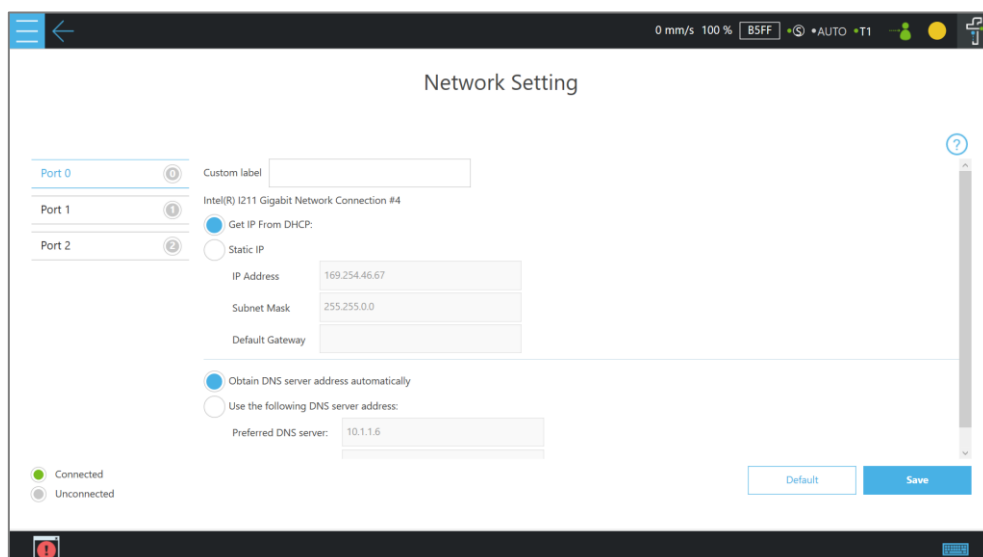 0 mm/s 100 % B5FF S AUTO T1
Network Setting
?
Port 0 0
Port 1 1
Port 2 2
Custom label
Intel(R) I211 Gigabit Network Connection #4
Get IP From DHCP:
Static IP
IP Address 169.254.46.67
Subnet Mask 255.255.0.0
Default Gateway
Obtain DNS server address automatically
Use the following DNS server address:
Preferred DNS server: 10.1.1.6
Connected
Unconnected
Default Save